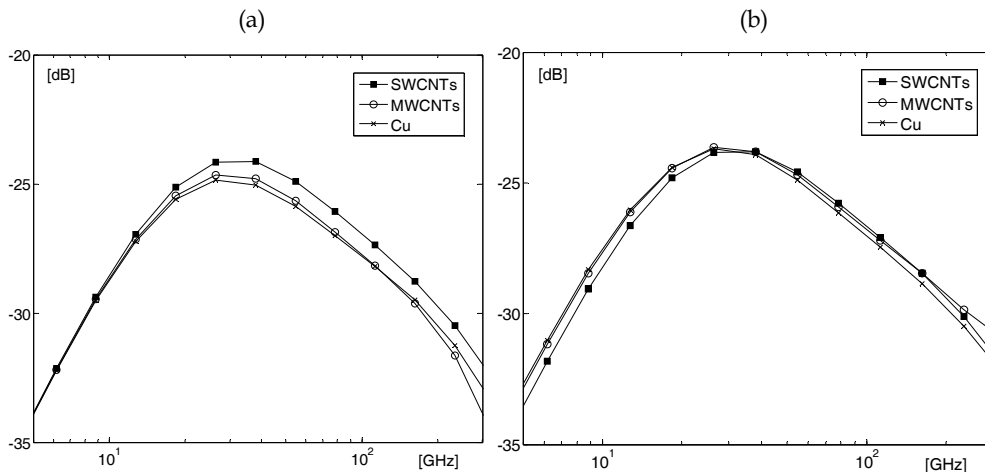 (a)
-20
[dB]
SWCNTs
MWCNTs
Cu
-25
-30
-35
10^1
10^2
[GHz]
(b)
-20
[dB]
SWCNTs
MWCNTs
Cu
-25
-30
-35
10^1
10^2
[GHz]